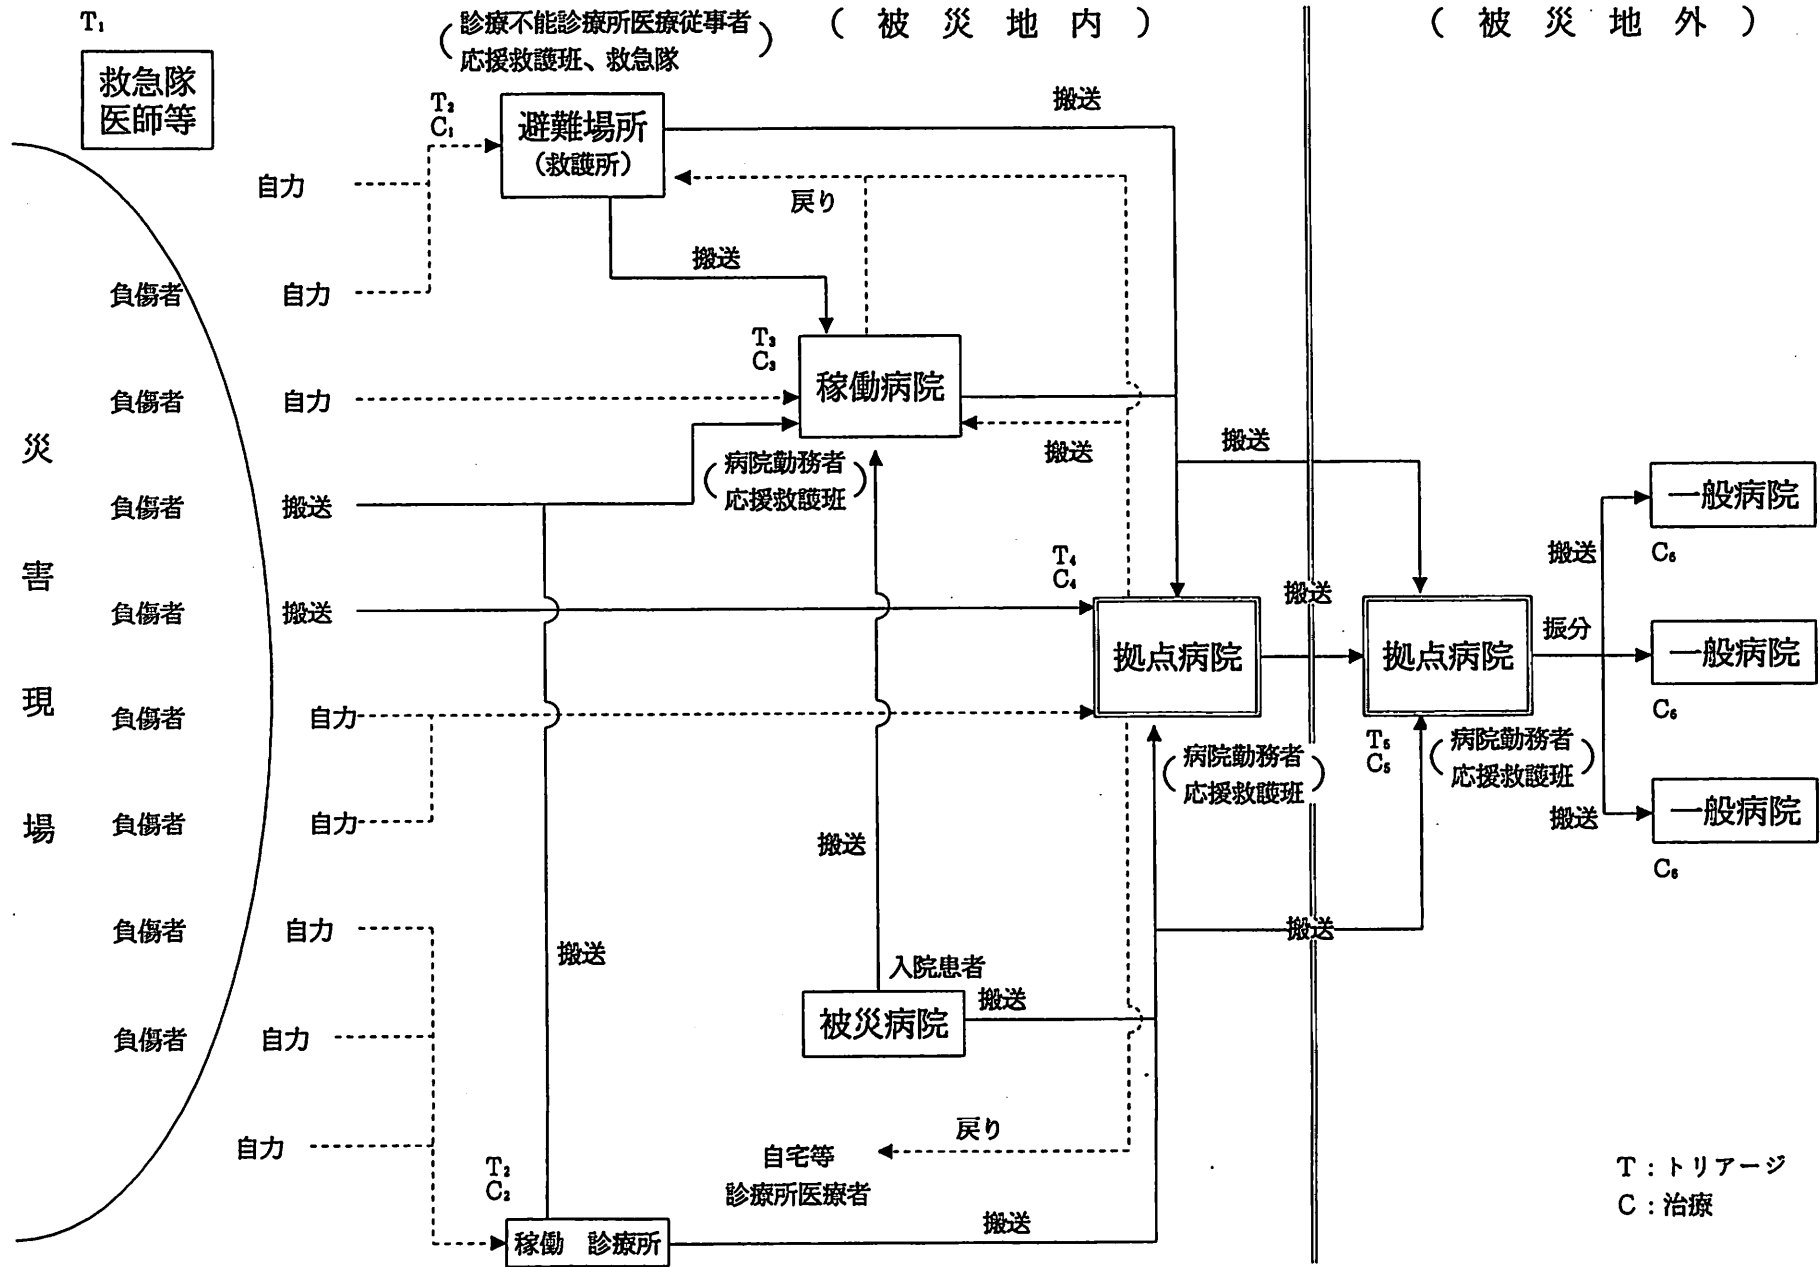 T₁
救急隊
医師等
診療不能診療所医療従事者
応援救護班、救急隊
（被災地内）
（被災地外）
T₂
C₁
避難場所
（救護所）
搬送
自力
戻り
搬送
負傷者 自力
T₃
C₃
稼働病院
負傷者 自力
搬送
搬送
病院勤務者
応援救護班
災害現場
負傷者 搬送
一般病院
C₆
搬送
T₄
C₄
負傷者 搬送
搬送
拠点病院
拠点病院
振分
一般病院
C₆
負傷者 自力
病院勤務者
応援救護班
T₅
C₅
病院勤務者
応援救護班
搬送
一般病院
C₆
負傷者 自力
搬送
負傷者 自力
搬送
搬送
入院患者
被災病院
搬送
負傷者 自力
自力
戻り
自宅等
診療所医療者
T₂
C₂
稼働 診療所
搬送
T：トリアージ
C：治療